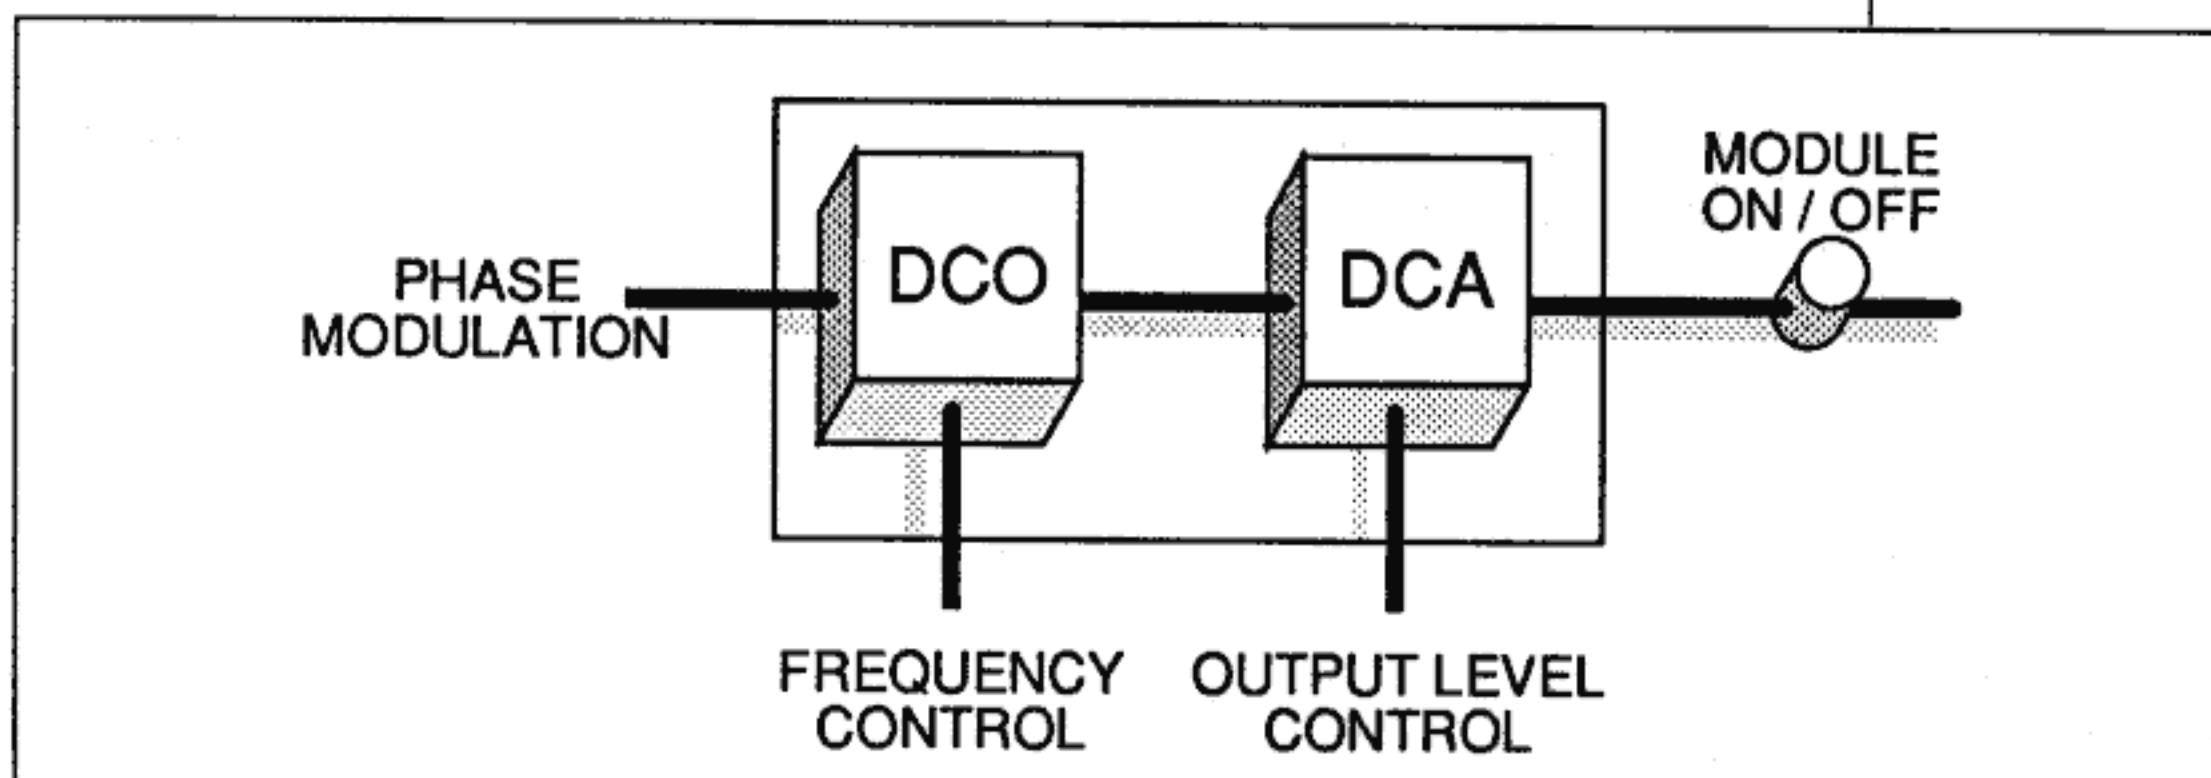 PHASE
MODULATION
DCO
DCA
MODULE
ON / OFF
FREQUENCY
CONTROL
OUTPUT LEVEL
CONTROL